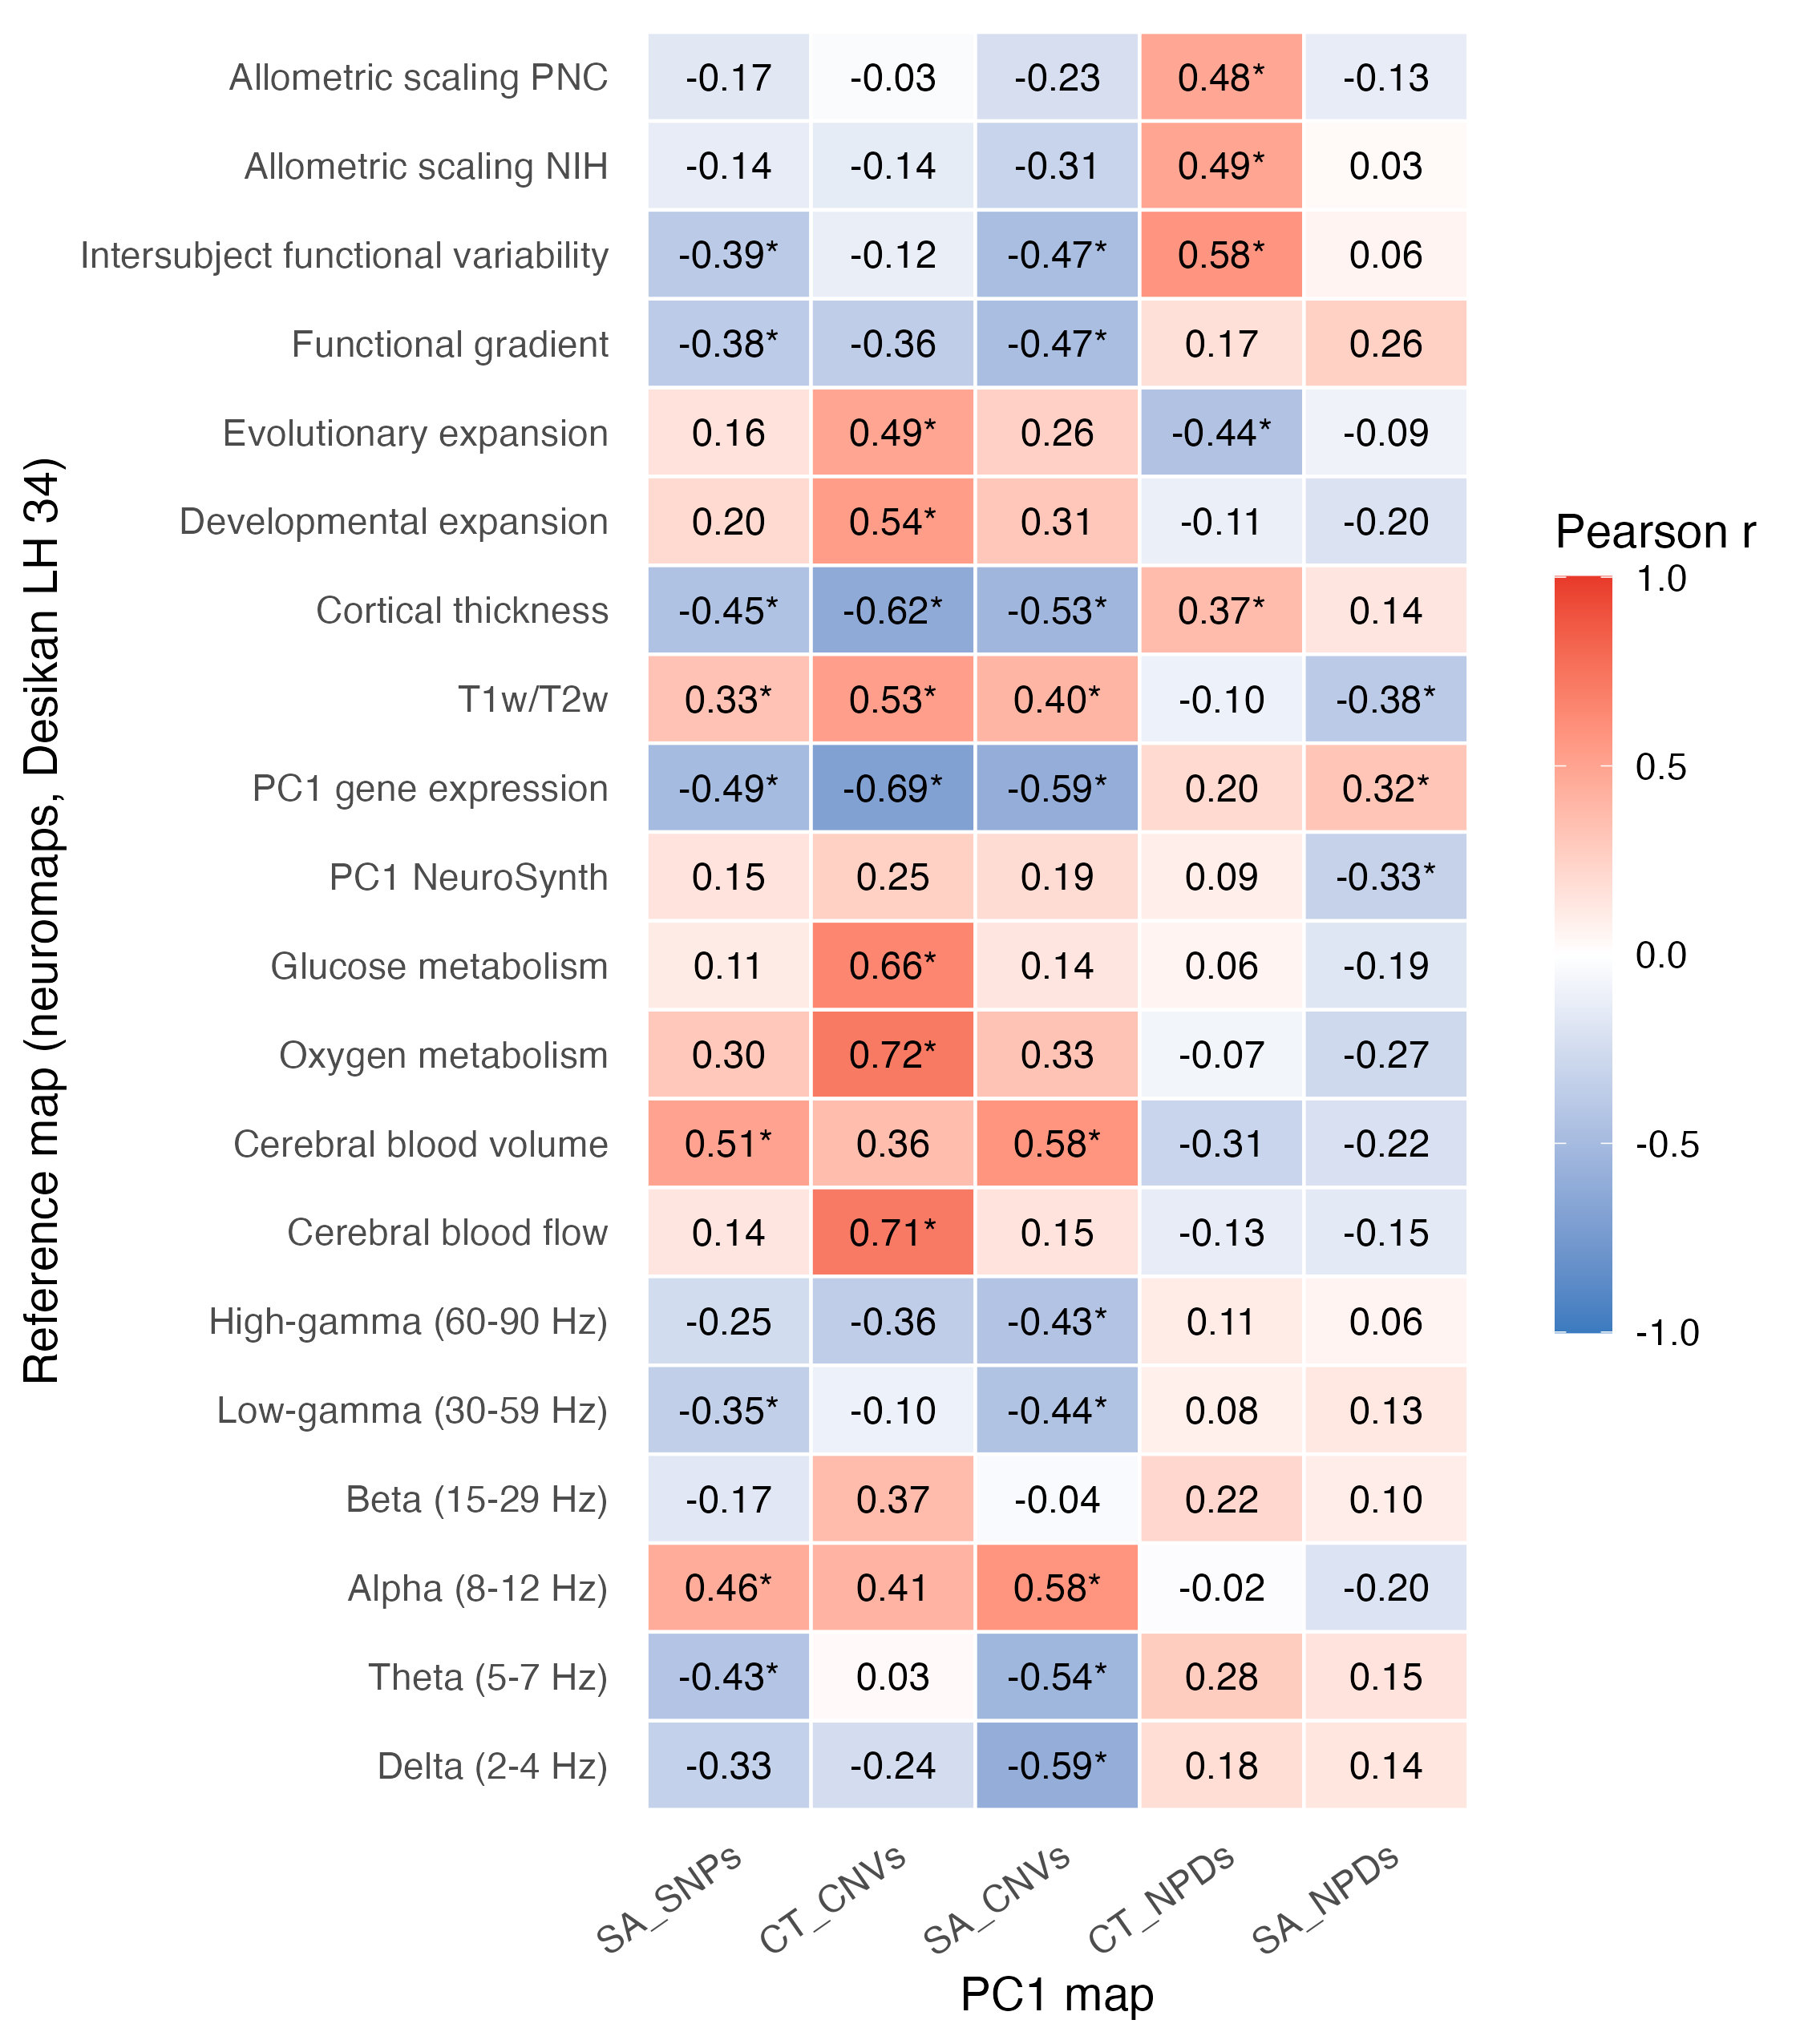 Allometric scaling PNC -0.17 -0.03 -0.23 0.48* -0.13
Allometric scaling NIH -0.14 -0.14 -0.31 0.49* 0.03
Intersubject functional variability -0.39* -0.12 -0.47* 0.58* 0.06
Functional gradient -0.38* -0.36 -0.47* 0.17 0.26
Evolutionary expansion 0.16 0.49* 0.26 -0.44* -0.09
Developmental expansion 0.20 0.54* 0.31 -0.11 -0.20
Cortical thickness -0.45* -0.62* -0.53* 0.37* 0.14
T1w/T2w 0.33* 0.53* 0.40* -0.10 -0.38*
PC1 gene expression -0.49* -0.69* -0.59* 0.20 0.32*
PC1 NeuroSynth 0.15 0.25 0.19 0.09 -0.33*
Glucose metabolism 0.11 0.66* 0.14 0.06 -0.19
Oxygen metabolism 0.30 0.72* 0.33 -0.07 -0.27
Cerebral blood volume 0.51* 0.36 0.58* -0.31 -0.22
Cerebral blood flow 0.14 0.71* 0.15 -0.13 -0.15
High-gamma (60-90 Hz) -0.25 -0.36 -0.43* 0.11 0.06
Low-gamma (30-59 Hz) -0.35* -0.10 -0.44* 0.08 0.13
Beta (15-29 Hz) -0.17 0.37 -0.04 0.22 0.10
Alpha (8-12 Hz) 0.46* 0.41 0.58* -0.02 -0.20
Theta (5-7 Hz) -0.43* 0.03 -0.54* 0.28 0.15
Delta (2-4 Hz) -0.33 -0.24 -0.59* 0.18 0.14
SA_SNPs CT_CNVs SA_CNVs CT_NPDs SA_NPDs
PC1 map
Reference map (neuromaps, Desikan LH 34)
Pearson r
1.0
0.5
0.0
-0.5
-1.0